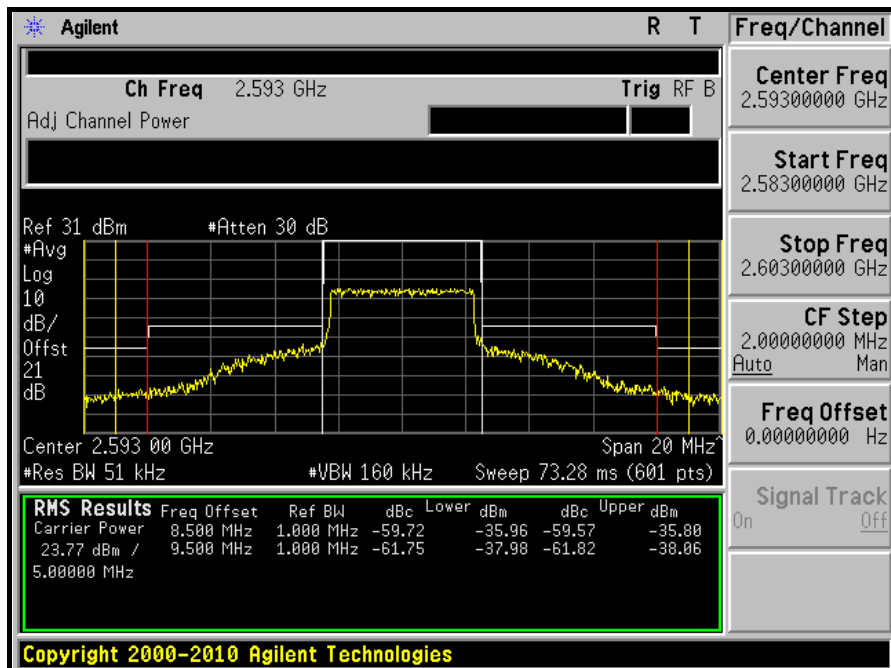 Agilent
R T
Freq/Channel
Ch Freq 2.593 GHz
Trig RF B
Adj Channel Power
Center Freq
2.59300000 GHz
Start Freq
2.58300000 GHz
Stop Freq
2.60300000 GHz
CF Step
2.00000000 MHz
Auto Man
Freq Offset
0.00000000 Hz
Signal Track
On Off
Ref 31 dBm #Atten 30 dB
#Avg
Log
10
dB/
Offst
21
dB
Center 2.593 00 GHz Span 20 MHz^
#Res BW 51 kHz #VBW 160 kHz Sweep 73.28 ms (601 pts)
RMS Results Freq Offset Ref BW dBc Lower dBm dBc Upper dBm
Carrier Power 8.500 MHz 1.000 MHz -59.72 -35.96 -59.57 -35.80
23.77 dBm / 9.500 MHz 1.000 MHz -61.75 -37.98 -61.82 -38.06
5.00000 MHz
Copyright 2000-2010 Agilent Technologies